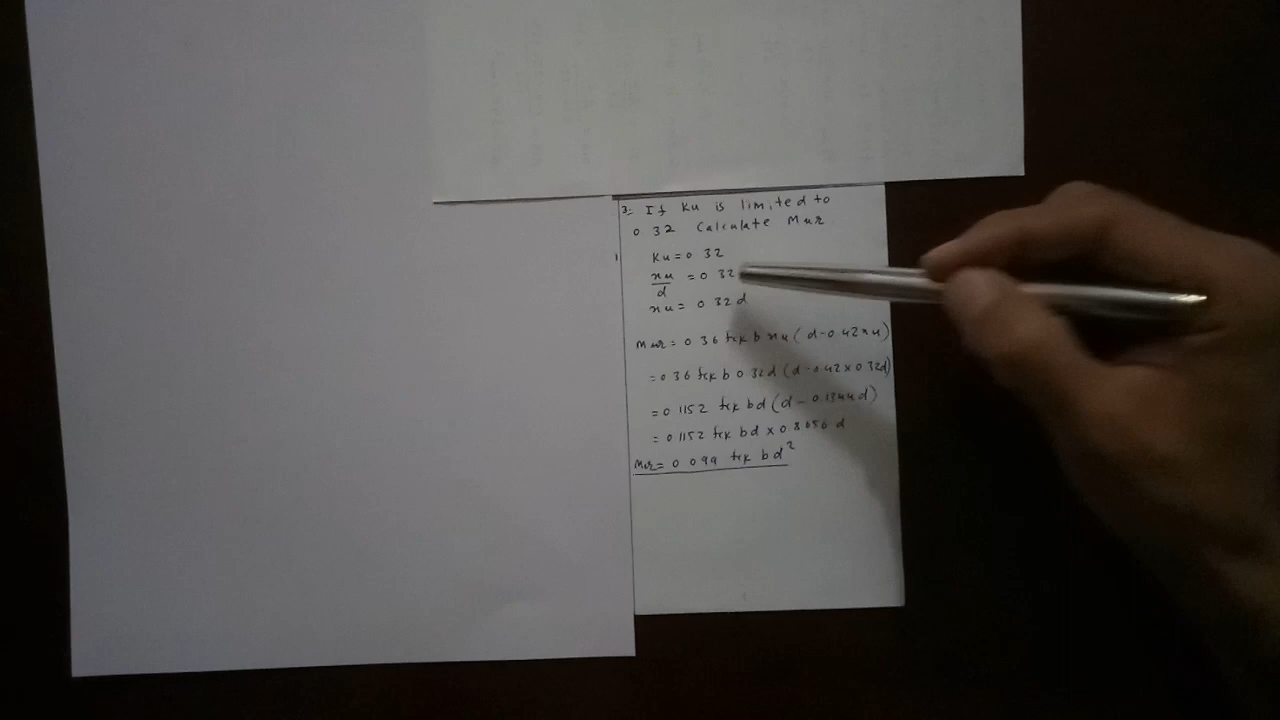 3: If Ku is limited to
0 32 Calculate Mur
Ku = 0 32
xu/d = 0 32
xu = 0 32 d
Mur = 0 36 fck b xu ( d-0 42 xu)
= 0 36 fck b 0 32d (d-0.42 x 0 32d)
= 0 1152 fck bd (d - 0.1344 d)
= 0 1152 fck bd x 0 8656 d
Mur = 0 099 fck bd²